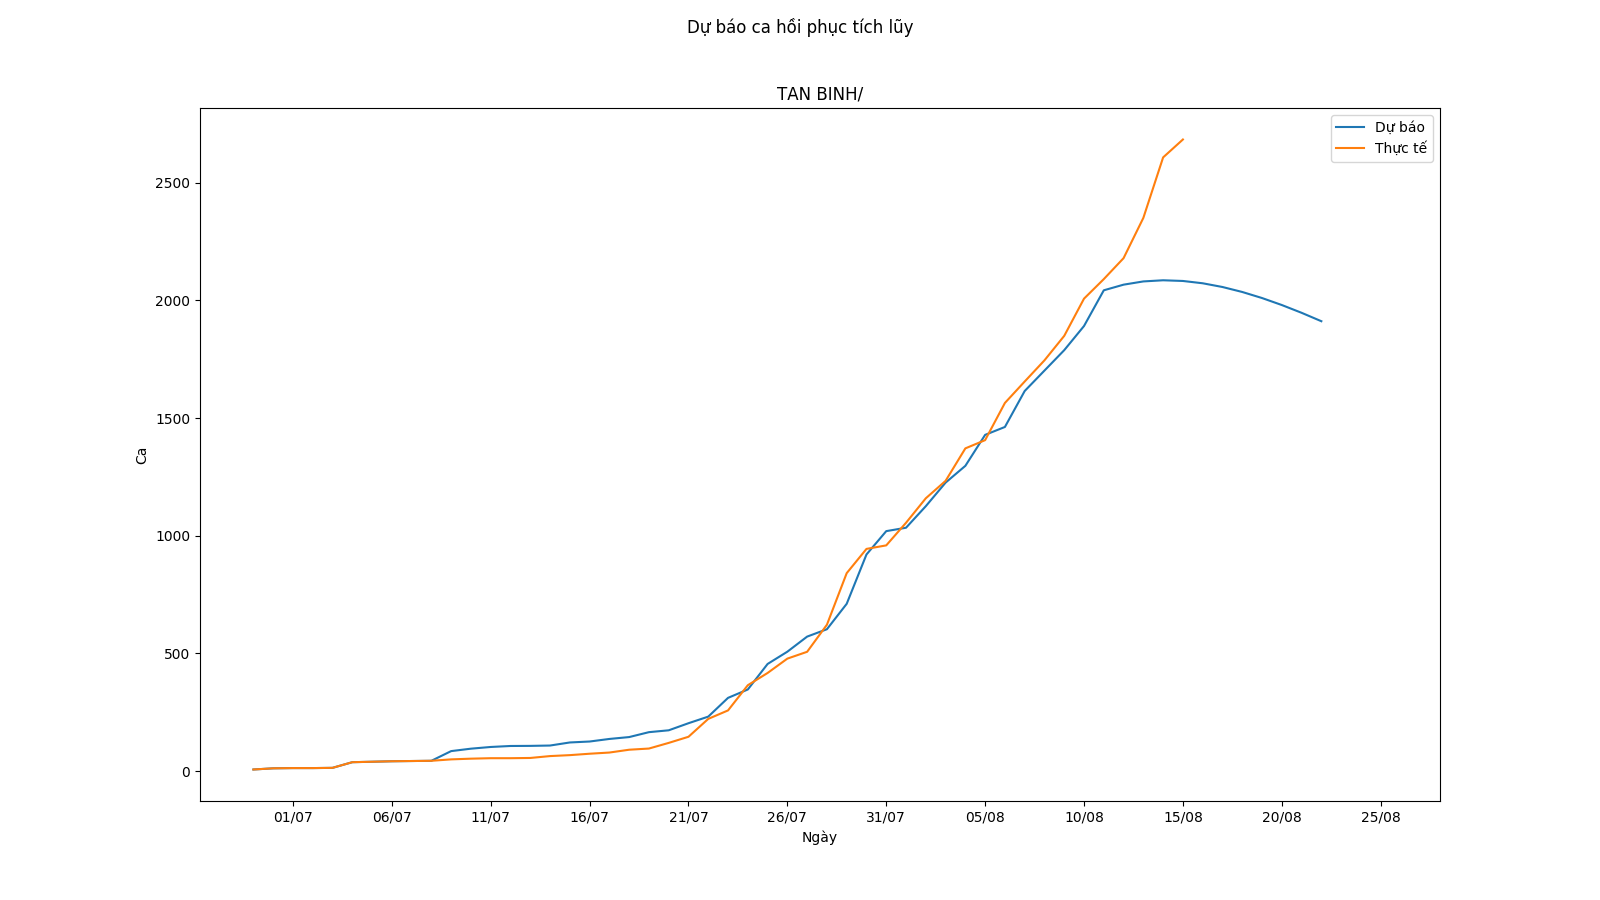 Dự báo ca hồi phục tích lũy
TAN BINH/
Dự báo
Thực tế
2500
2000
1500
1000
500
0
Ca
01/07 06/07 11/07 16/07 21/07 26/07 31/07 05/08 10/08 15/08 20/08 25/08
Ngày